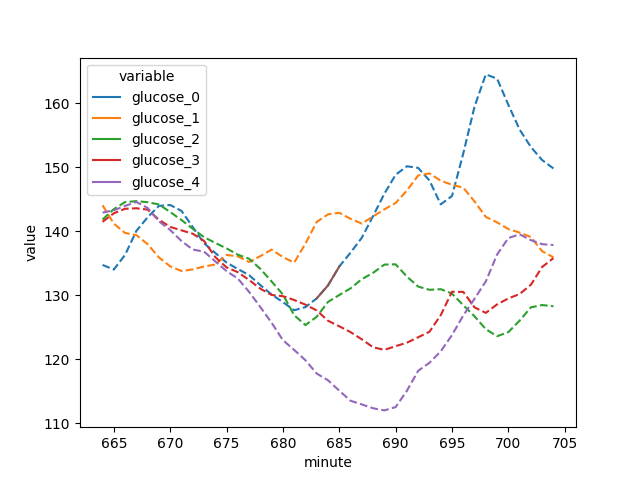 variable
glucose_0
glucose_1
glucose_2
glucose_3
glucose_4
value
160
150
140
130
120
110
665 670 675 680 685 690 695 700 705
minute